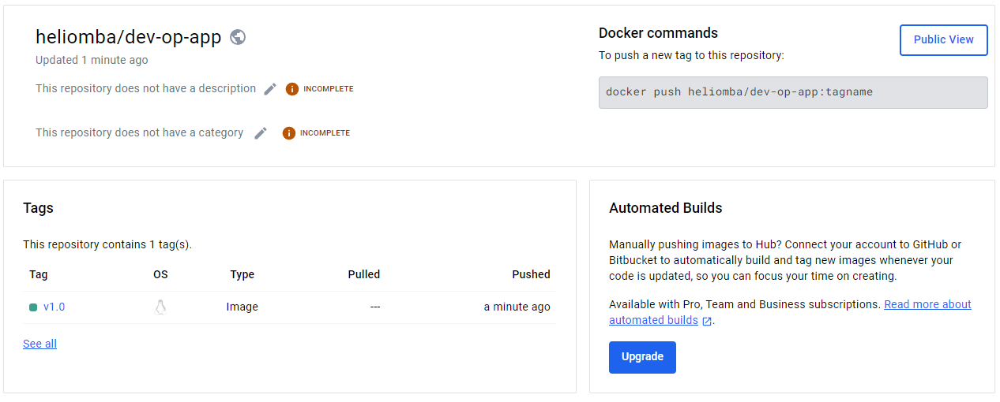 heliomba/dev-op-app
Updated 1 minute ago
This repository does not have a description
INCOMPLETE
This repository does not have a category
INCOMPLETE
Docker commands
Public View
To push a new tag to this repository:
docker push heliomba/dev-op-app:tagname
Tags
This repository contains 1 tag(s).
Tag OS Type Pulled Pushed
v1.0 Image --- a minute ago
See all
Automated Builds
Manually pushing images to Hub? Connect your account to GitHub or
Bitbucket to automatically build and tag new images whenever your
code is updated, so you can focus your time on creating.
Available with Pro, Team and Business subscriptions. Read more about
automated builds .
Upgrade